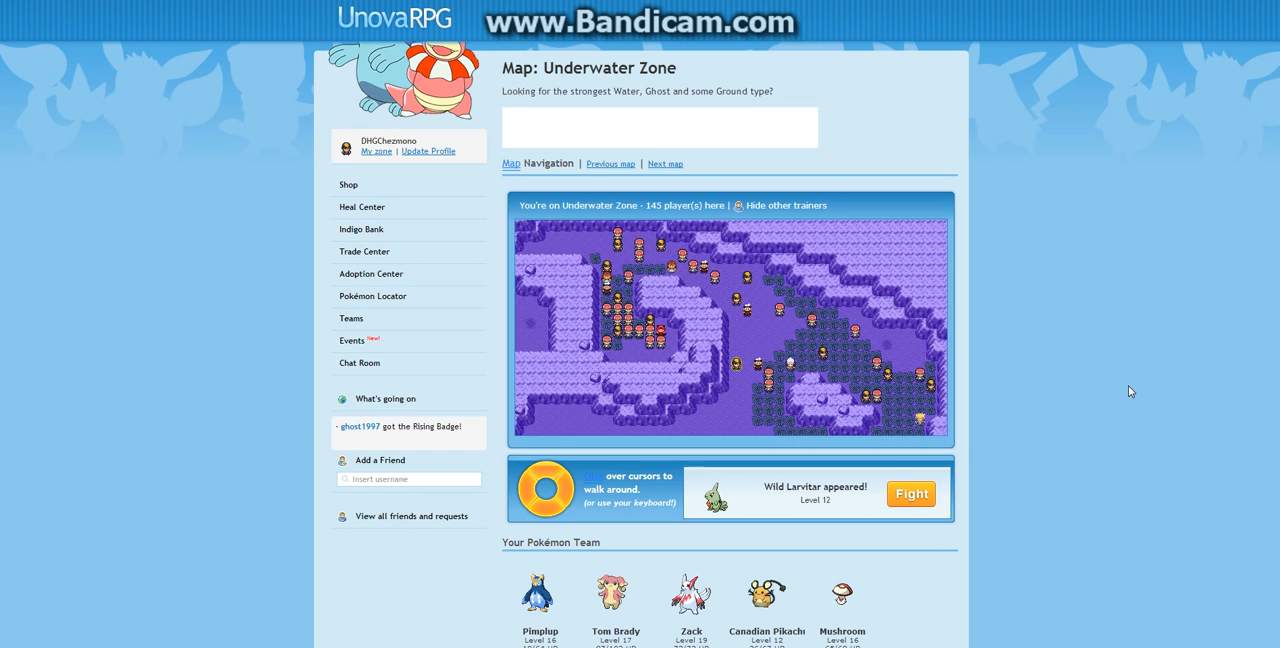 UnovaRPG
www.Bandicam.com
Map: Underwater Zone
Looking for the strongest Water, Ghost and some Ground type?
DHGChezmono
My zone | Update Profile
Map Navigation | Previous map | Next map
Shop
Heal Center
Indigo Bank
Trade Center
Adoption Center
Pokémon Locator
Teams
Events New!
Chat Room
What's going on
· ghost1997 got the Rising Badge!
Add a Friend
Insert username
View all friends and requests
You're on Underwater Zone - 145 player(s) here | Hide other trainers
over cursors to
walk around.
(or use your keyboard!)
Wild Larvitar appeared!
Level 12
Fight
Your Pokémon Team
Pimplup
Level 16
Tom Brady
Level 17
Zack
Level 19
Canadian Pikachu
Level 12
Mushroom
Level 16